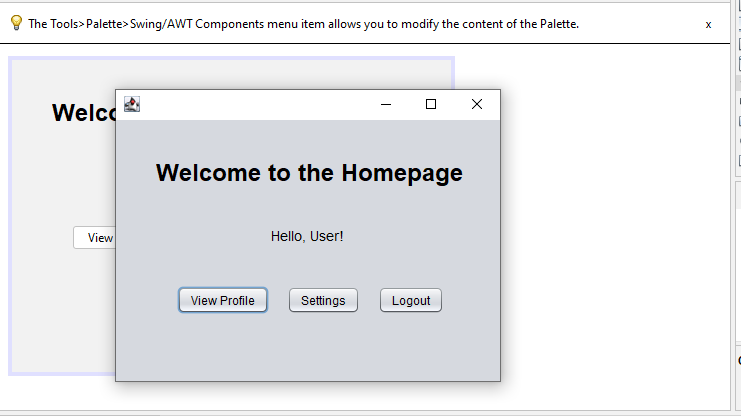 The Tools>Palette>Swing/AWT Components menu item allows you to modify the content of the Palette.
x
Welco
Welcome to the Homepage
Hello, User!
View
View Profile
Settings
Logout